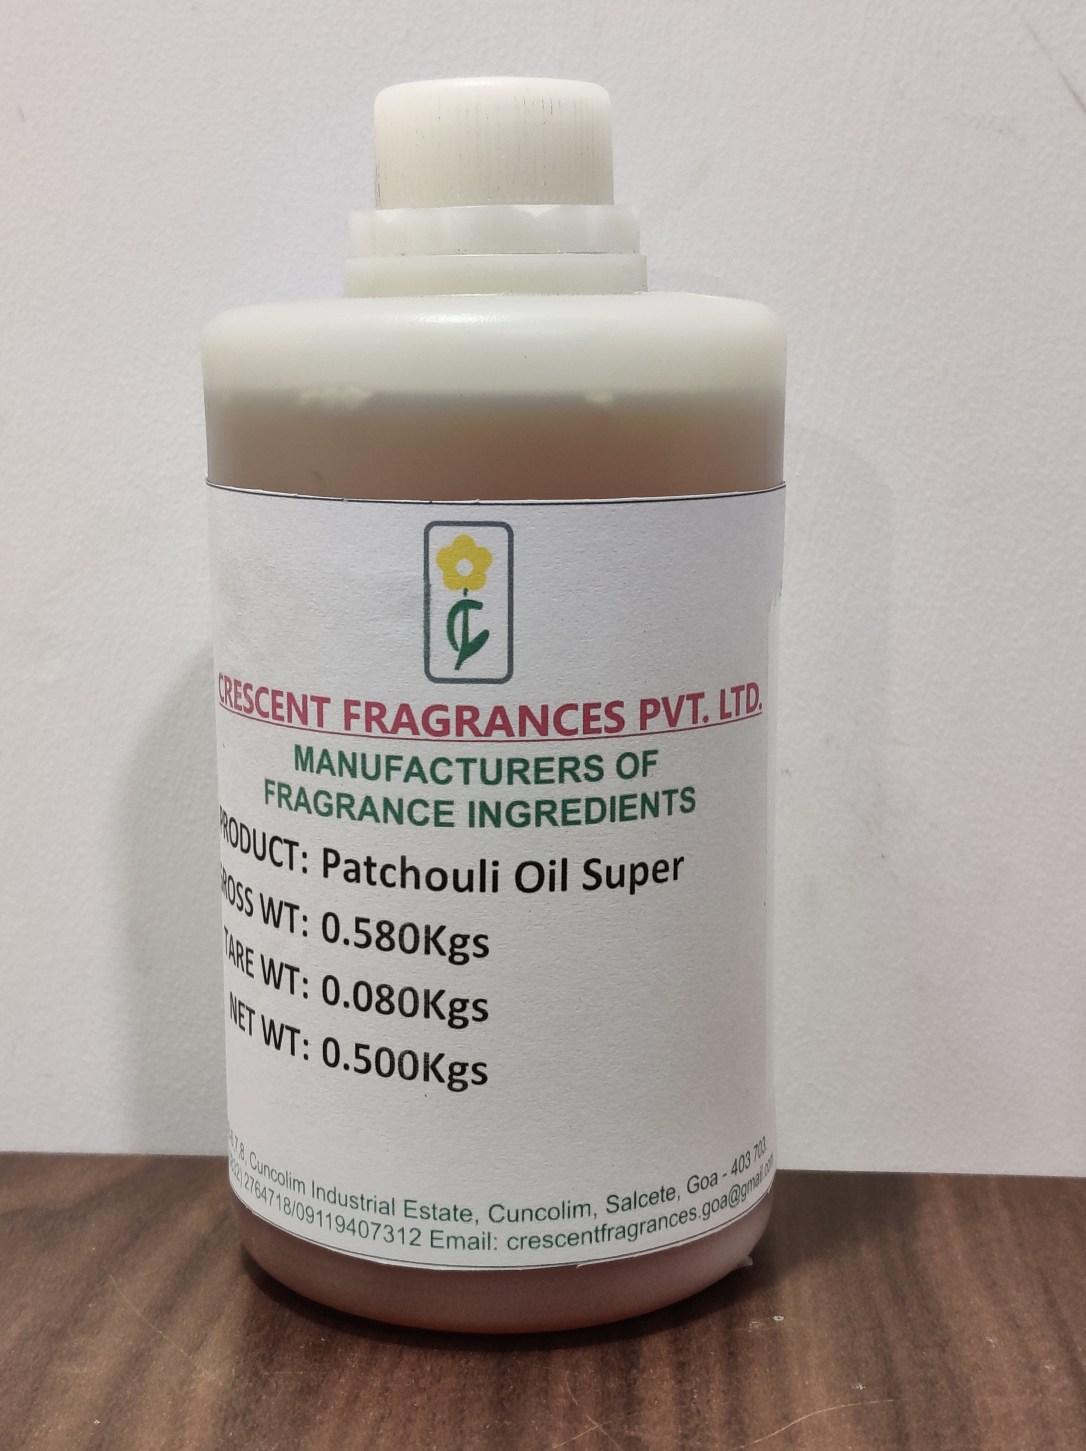 CRESCENT FRAGRANCES PVT. LTD.
MANUFACTURERS OF
FRAGRANCE INGREDIENTS
PRODUCT: Patchouli Oil Super
GROSS WT: 0.580Kgs
TARE WT: 0.080Kgs
NET WT: 0.500Kgs
7,8, Cuncolim Industrial Estate, Cuncolim, Salcete, Goa - 403 703.
2764718/09119407312 Email: crescentfragrances.goa@gmail.com